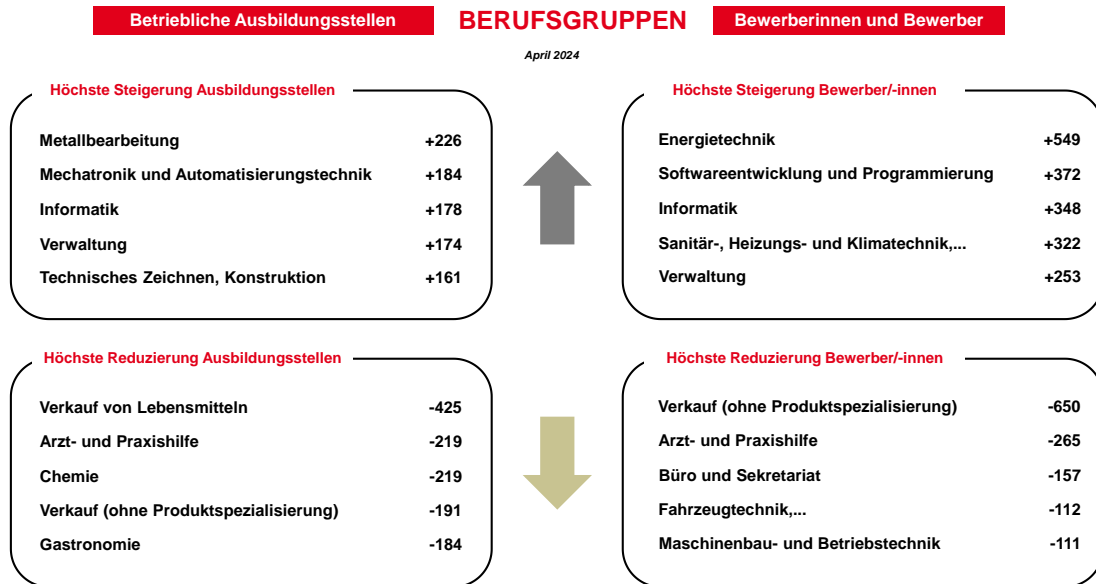 Betriebliche Ausbildungsstellen BERUFSGRUPPEN Bewerberinnen und Bewerber
April 2024
Höchste Steigerung Ausbildungsstellen
Metallbearbeitung +226
Mechatronik und Automatisierungstechnik +184
Informatik +178
Verwaltung +174
Technisches Zeichnen, Konstruktion +161
Höchste Steigerung Bewerber/-innen
Energietechnik +549
Softwareentwicklung und Programmierung +372
Informatik +348
Sanitär-, Heizungs- und Klimatechnik,... +322
Verwaltung +253
Höchste Reduzierung Ausbildungsstellen
Verkauf von Lebensmitteln -425
Arzt- und Praxishilfe -219
Chemie -219
Verkauf (ohne Produktspezialisierung) -191
Gastronomie -184
Höchste Reduzierung Bewerber/-innen
Verkauf (ohne Produktspezialisierung) -650
Arzt- und Praxishilfe -265
Büro und Sekretariat -157
Fahrzeugtechnik,... -112
Maschinenbau- und Betriebstechnik -111